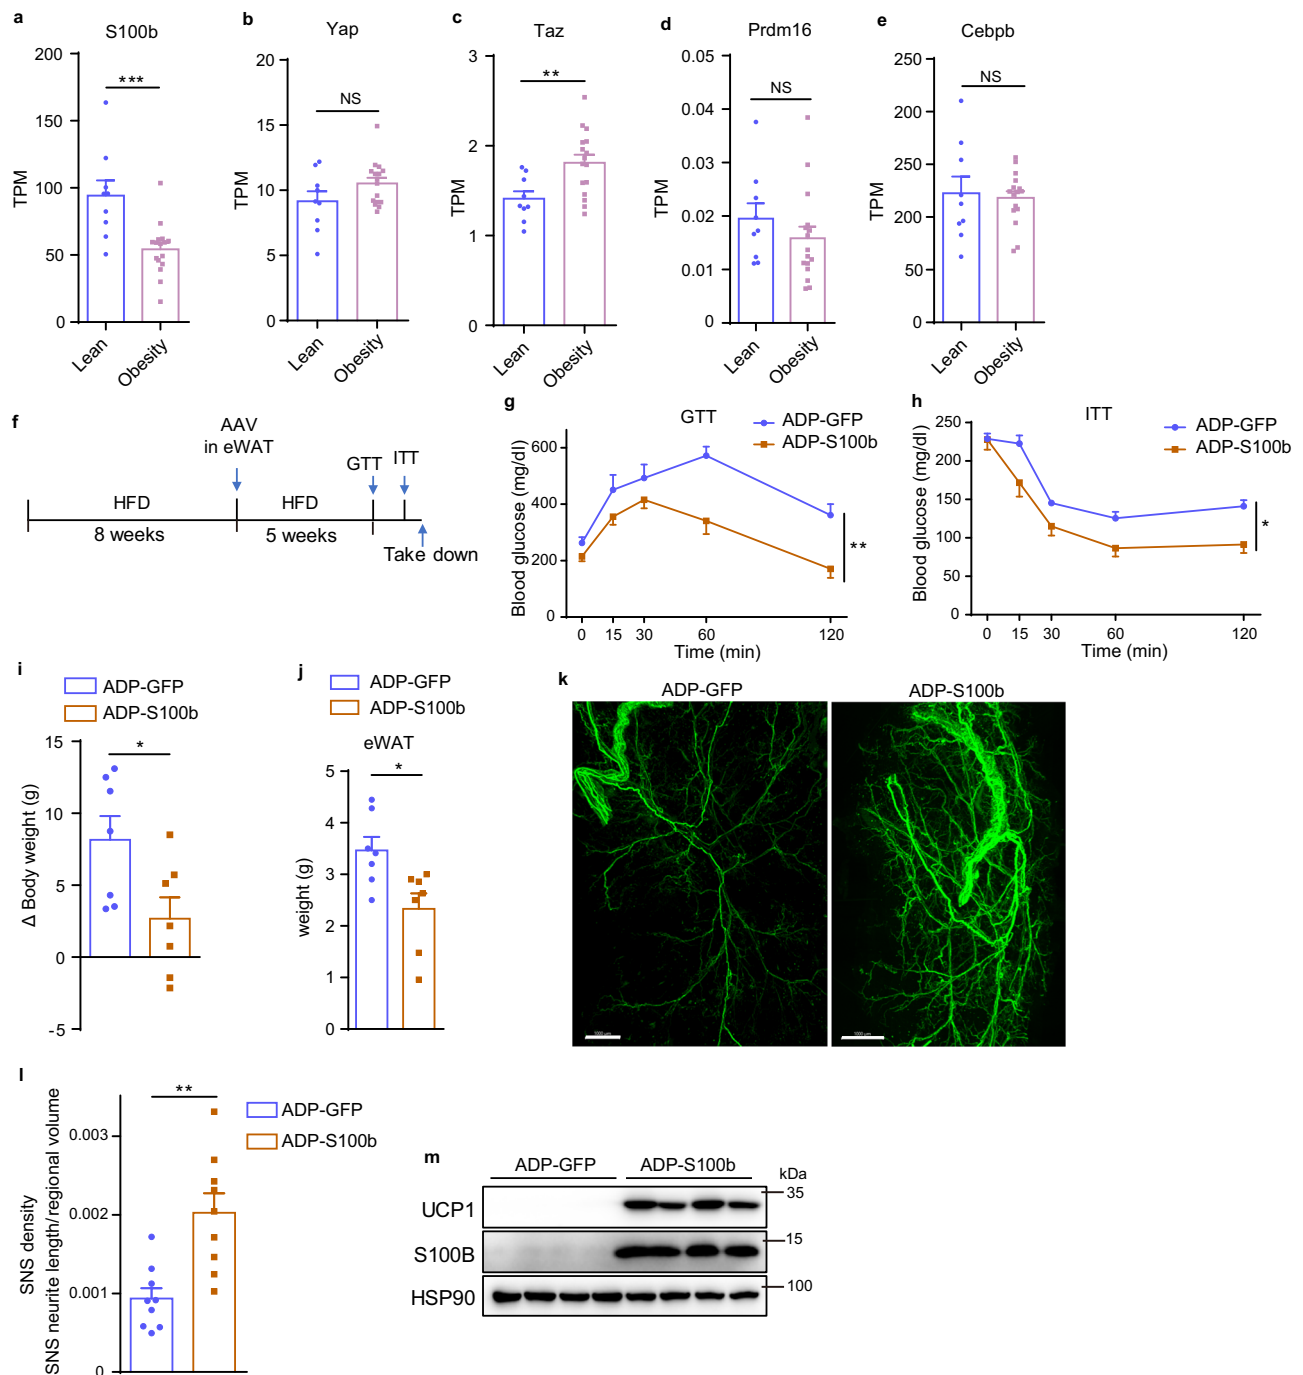 a
S100b
TPM
200
150
100
50
0
***
Lean
Obesity
b
Yap
TPM
20
15
10
5
0
NS
Lean
Obesity
c
Taz
TPM
3
2
1
0
**
Lean
Obesity
d
Prdm16
TPM
0.05
0.04
0.03
0.02
0.01
0
NS
Lean
Obesity
e
Cebpb
TPM
250
200
250
200
50
0
NS
Lean
Obesity
f
AAV
in eWAT
GTT
ITT
HFD
HFD
8 weeks
5 weeks
Take down
g
GTT
ADP-GFP
ADP-S100b
Blood glucose (mg/dl)
600
400
200
0
**
0 15 30 60 120
Time (min)
h
ITT
ADP-GFP
ADP-S100b
Blood glucose (mg/dl)
250
200
150
100
50
0
*
0 15 30 60 120
Time (min)
i
ADP-GFP
ADP-S100b
Δ Body weight (g)
15
10
5
0
-5
*
j
ADP-GFP
ADP-S100b
eWAT
weight (g)
5
4
3
2
1
0
*
k
ADP-GFP
ADP-S100b
1000 μm
1000 μm
l
SNS density
SNS neurite length/regional volume
0.003
0.002
0.001
0
**
ADP-GFP
ADP-S100b
m
ADP-GFP
ADP-S100b
kDa
UCP1
35
S100B
15
HSP90
100